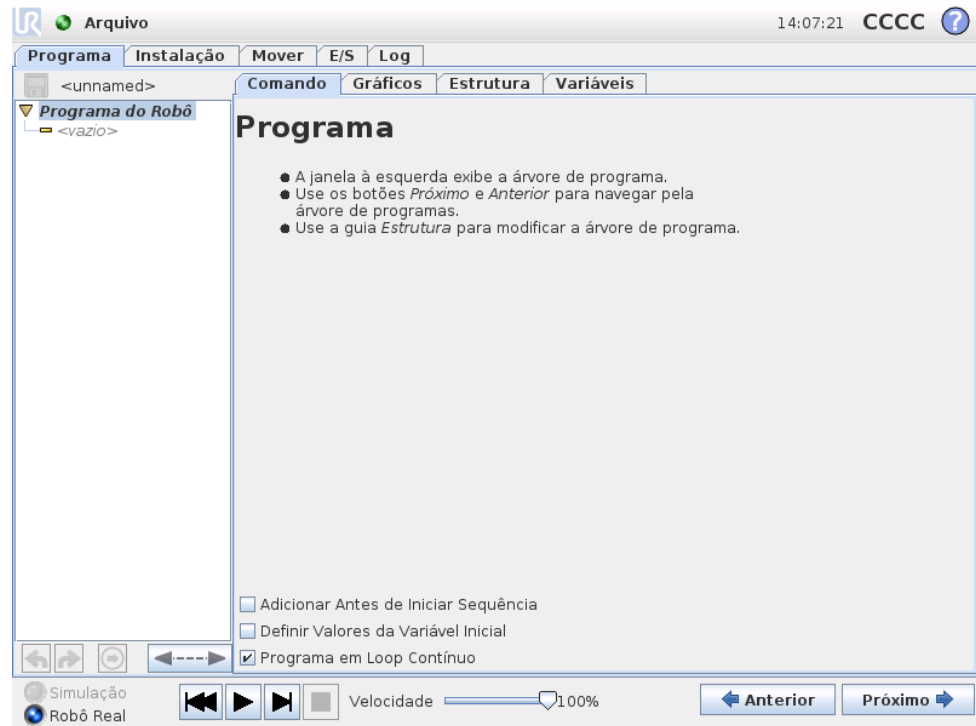 UR Arquivo 14:07:21 CCCC ?
Programa Instalação Mover E/S Log
<unnamed> Comando Gráficos Estrutura Variáveis
Programa do Robô
<vazio>
Programa
A janela à esquerda exibe a árvore de programa.
Use os botões Próximo e Anterior para navegar pela
árvore de programas.
Use a guia Estrutura para modificar a árvore de programa.
Adicionar Antes de Iniciar Sequência
Definir Valores da Variável Inicial
Programa em Loop Contínuo
Simulação
Robô Real
Velocidade 100% Anterior Próximo